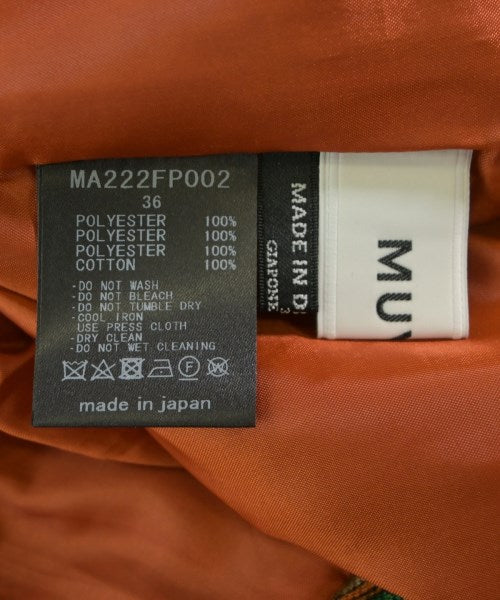 MA222FP002
36
POLYESTER 100%
POLYESTER 100%
POLYESTER 100%
COTTON 100%
-DO NOT WASH
-DO NOT BLEACH
-DO NOT TUMBLE DRY
-COOL IRON
USE PRESS CLOTH
-DRY CLEAN
-DO NOT WET CLEANING
made in japan
MADE IN
GIAPONE
MU